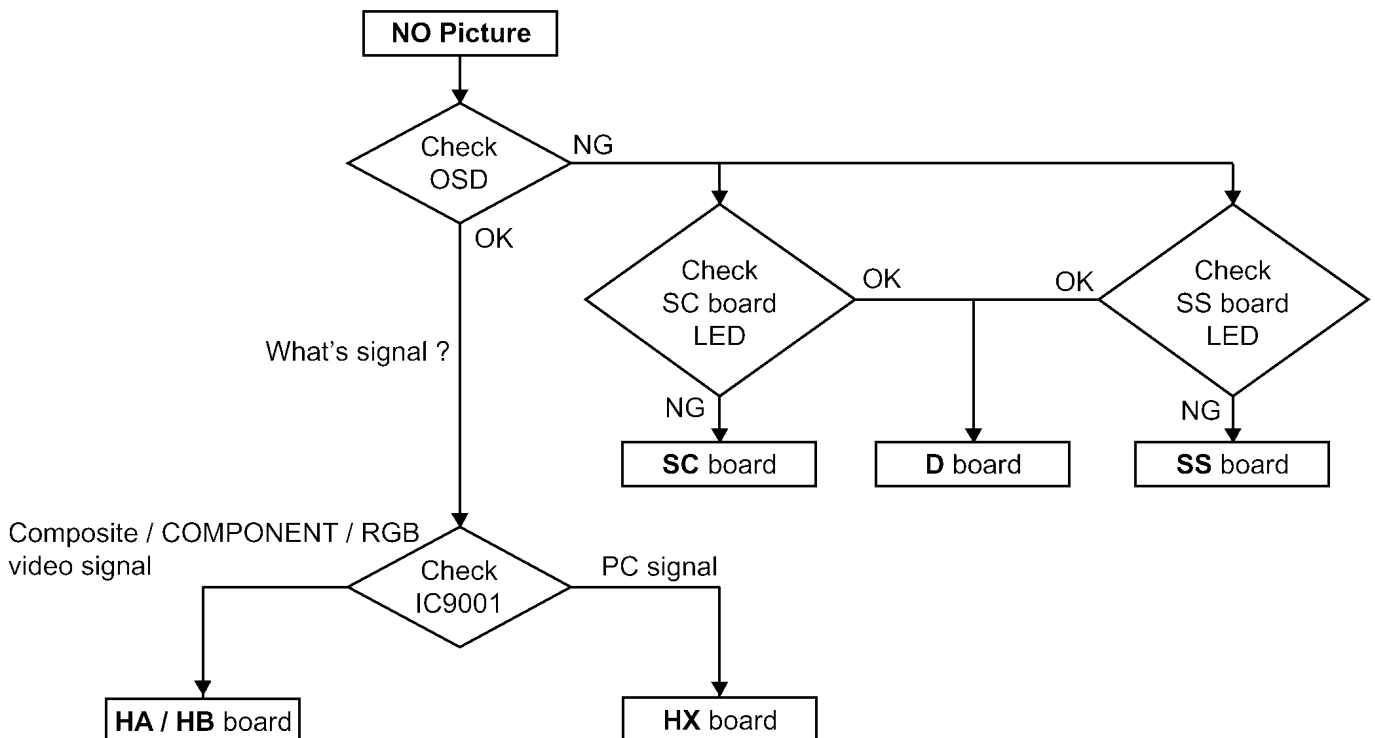 NO Picture
Check
OSD
NG
OK
Check
SC board
LED
OK
OK
Check
SS board
LED
What's signal ?
NG
NG
SC board
D board
SS board
Composite / COMPONENT / RGB
video signal
Check
IC9001
PC signal
HA / HB board
HX board